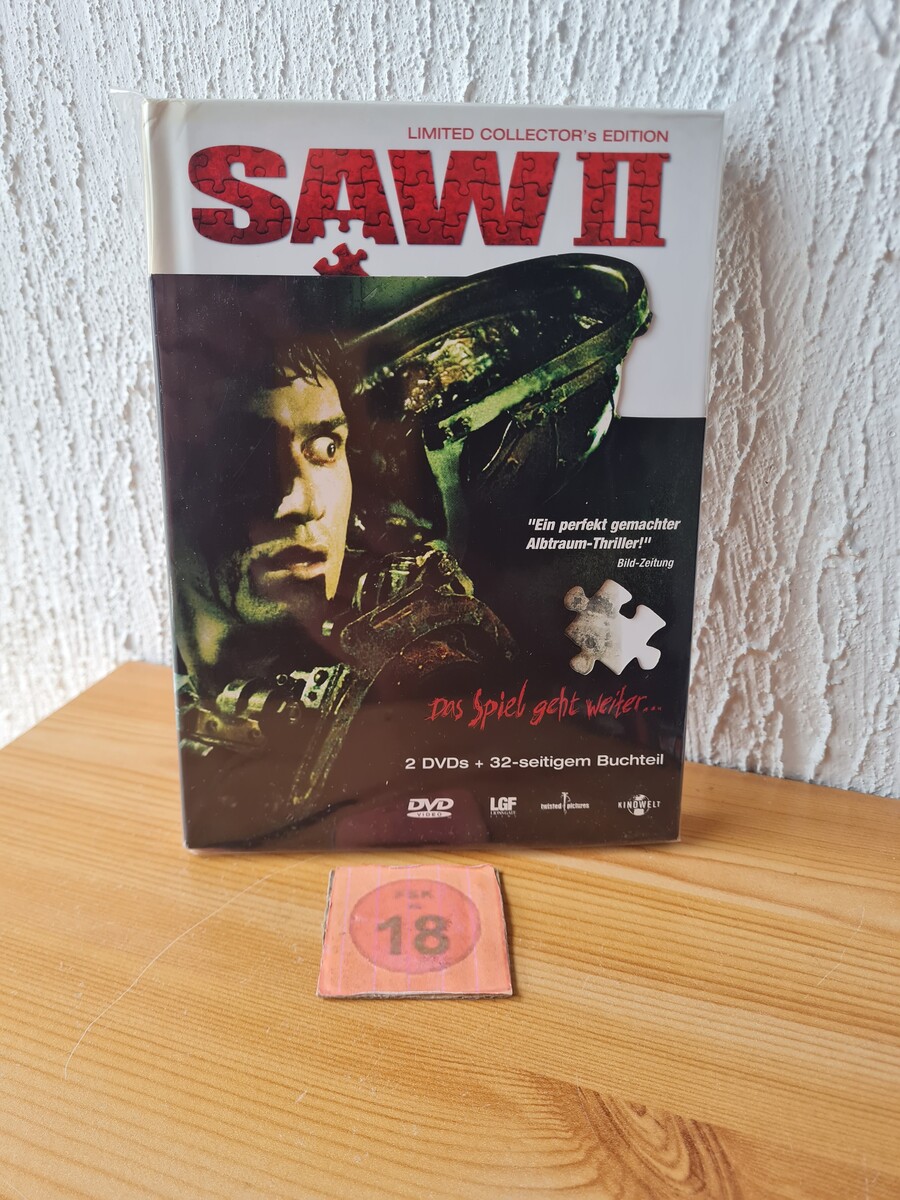 LIMITED COLLECTOR's EDITION
SAW II
"Ein perfekt gemachter
Albtraum-Thriller!"
Bild-Zeitung
Das Spiel geht weiter...
2 DVDs + 32-seitigem Buchteil
DVD
VIDEO
LGF
LIONSGATE
twisted pictures
KINOWELT
FSK
18